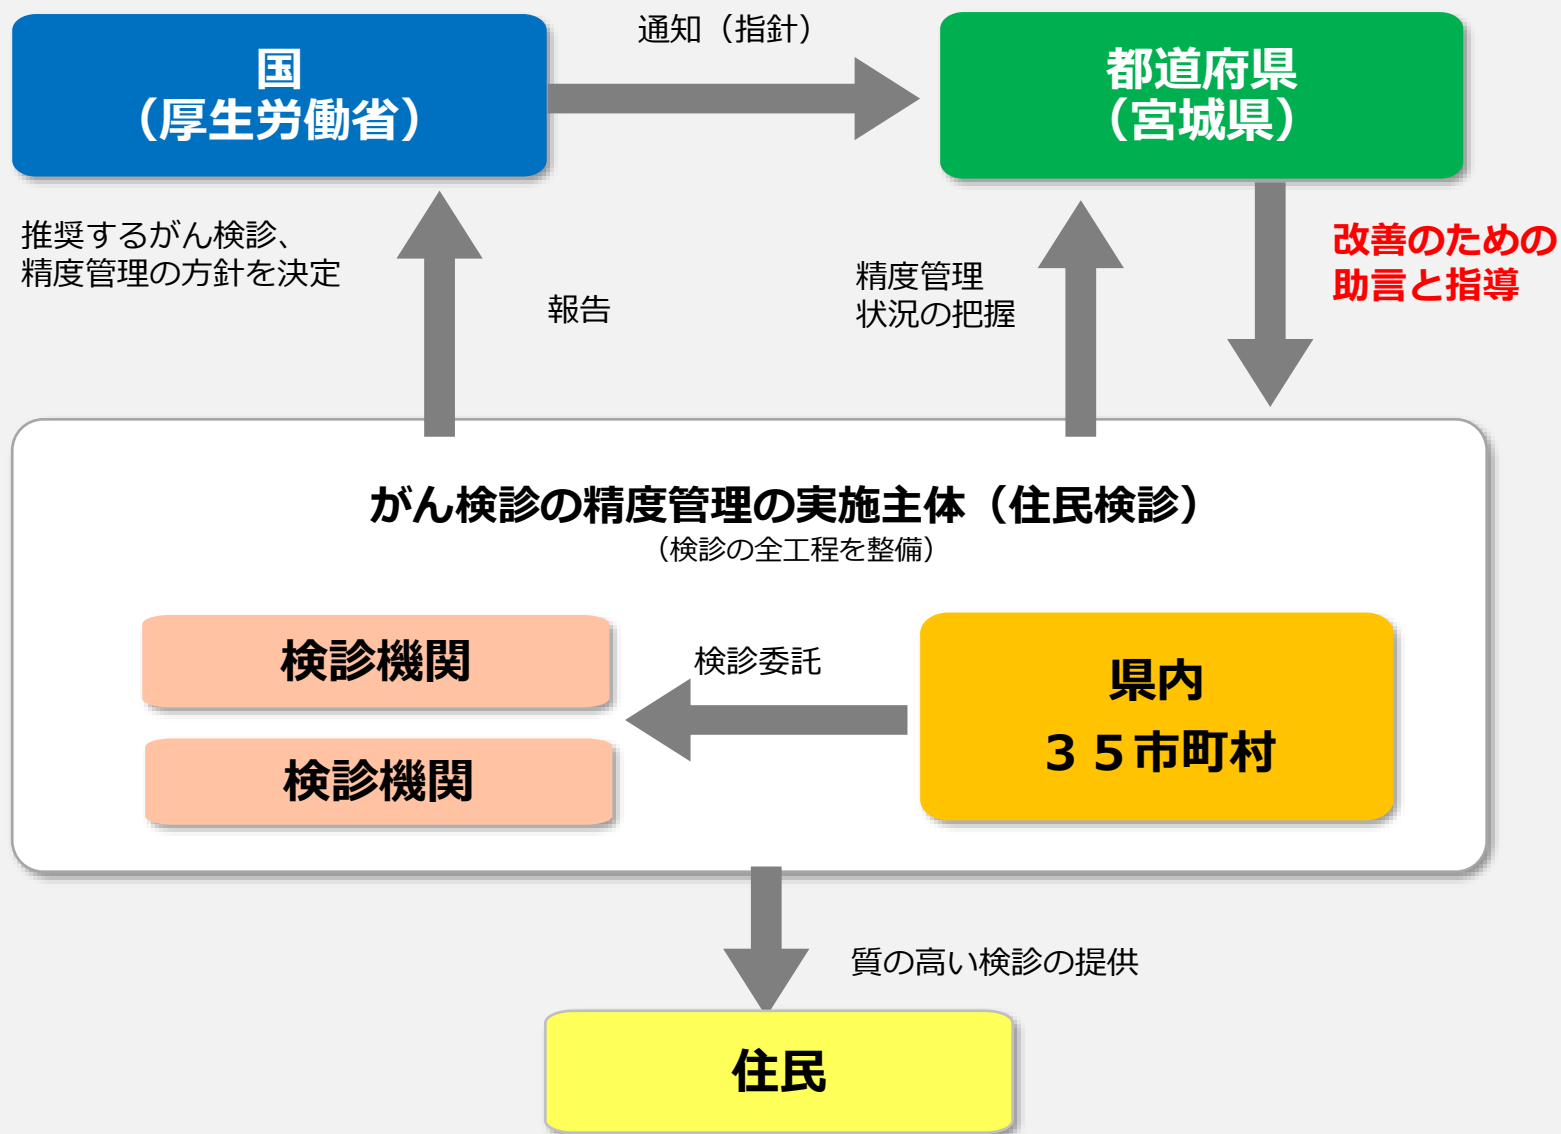 通知（指針）
国
（厚生労働省）
都道府県
（宮城県）
推奨するがん検診、
精度管理の方針を決定
報告
精度管理
状況の把握
改善のための
助言と指導
がん検診の精度管理の実施主体（住民検診）
（検診の全工程を整備）
検診機関
検診委託
県内
３５市町村
検診機関
質の高い検診の提供
住民